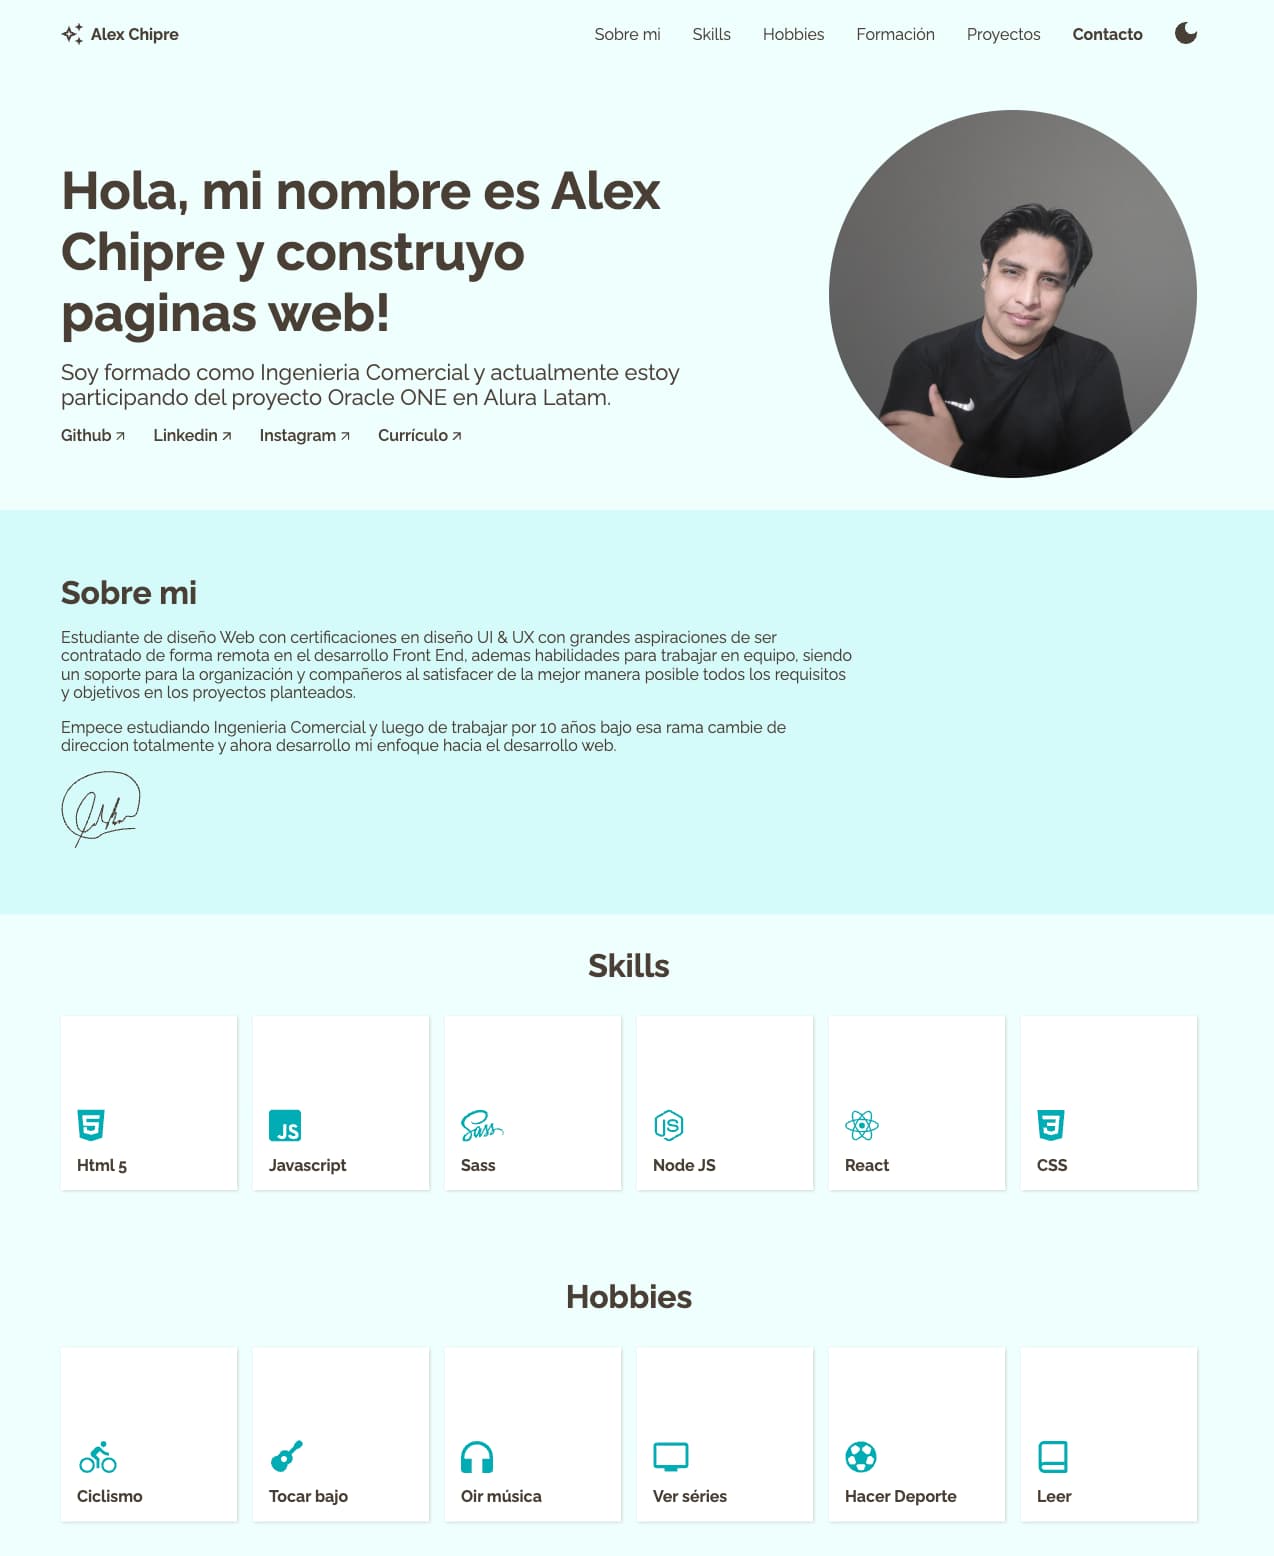 Alex Chipre
Sobre mi
Skills
Hobbies
Formación
Proyectos
Contacto
Hola, mi nombre es Alex
Chipre y construyo
paginas web!
Soy formado como Ingenieria Comercial y actualmente estoy
participando del proyecto Oracle ONE en Alura Latam.
Github
Linkedin
Instagram
Currículo
Sobre mi
Estudiante de diseño Web con certificaciones en diseño UI & UX con grandes aspiraciones de ser
contratado de forma remota en el desarrollo Front End, ademas habilidades para trabajar en equipo, siendo
un soporte para la organización y compañeros al satisfacer de la mejor manera posible todos los requisitos
y objetivos en los proyectos planteados.
Empece estudiando Ingenieria Comercial y luego de trabajar por 10 años bajo esa rama cambie de
direccion totalmente y ahora desarrollo mi enfoque hacia el desarrollo web.
Skills
5
JS
Sass
JS
3
Html 5
Javascript
Sass
Node JS
React
CSS
Hobbies
Ciclismo
Tocar bajo
Oir música
Ver séries
Hacer Deporte
Leer